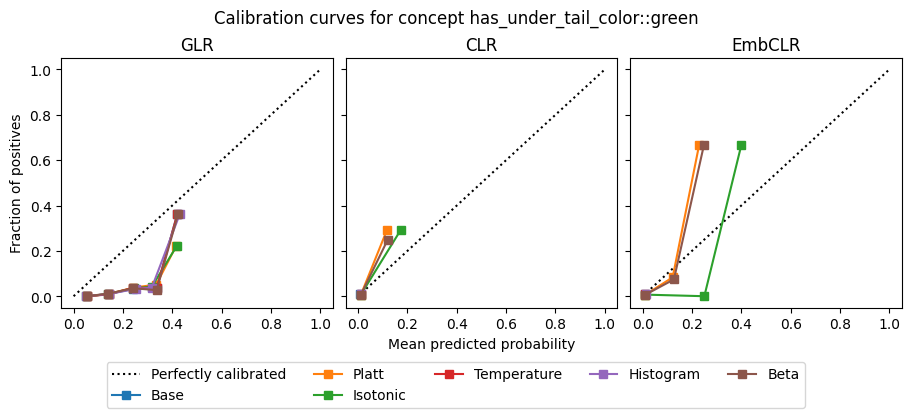 Calibration curves for concept has_under_tail_color::green
GLR
CLR
EmbCLR
Fraction of positives
1.0
0.8
0.6
0.4
0.2
0.0
0.0 0.2 0.4 0.6 0.8 1.0
0.0 0.2 0.4 0.6 0.8 1.0
0.0 0.2 0.4 0.6 0.8 1.0
Mean predicted probability
Perfectly calibrated
Base
Platt
Isotonic
Temperature
Histogram
Beta